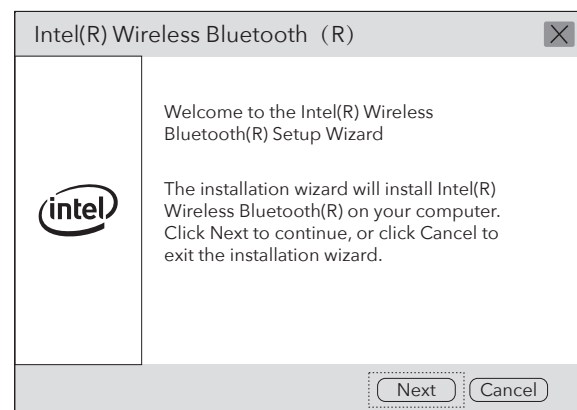 Intel(R) Wireless Bluetooth（R）
Welcome to the Intel(R) Wireless
Bluetooth(R) Setup Wizard
The installation wizard will install Intel(R)
Wireless Bluetooth(R) on your computer.
Click Next to continue, or click Cancel to
exit the installation wizard.
intel
Next
Cancel